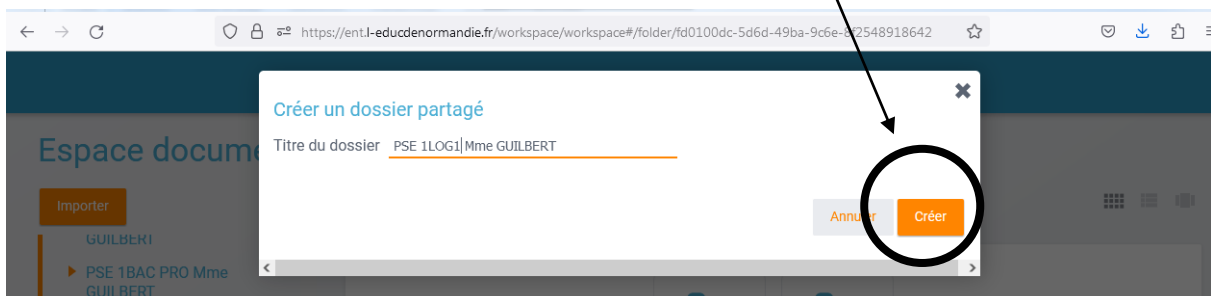 https://ent.l-educdenormandie.fr/workspace/workspace#/folder/fd0100dc-5d6d-49ba-9c6e-8f2548918642
Créer un dossier partagé
Titre du dossier PSE 1LOG1 Mme GUILBERT
Espace docume
Importer
Annuler Créer
GUILBERT
PSE 1BAC PRO Mme
GUILBERT